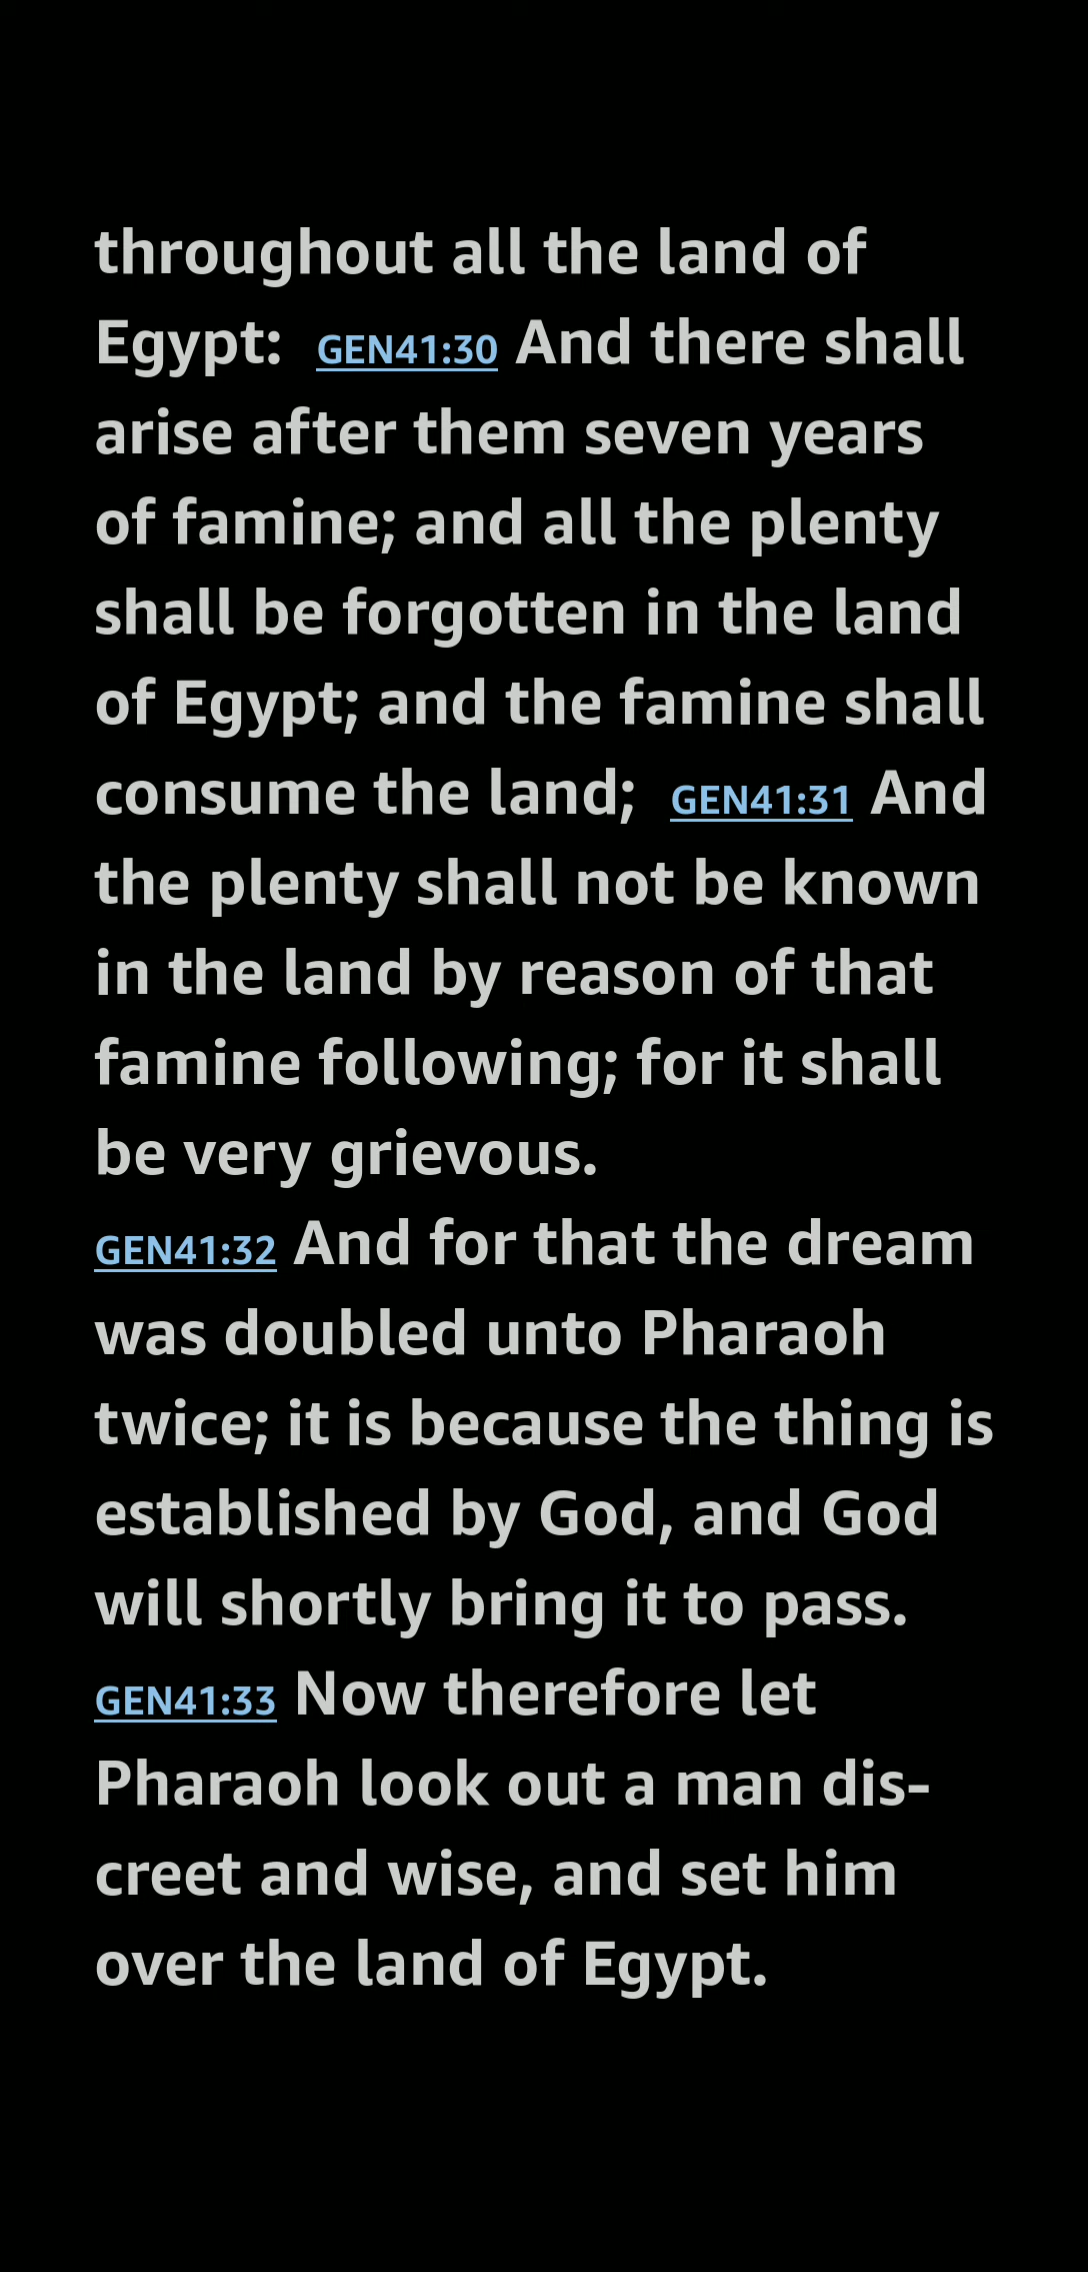 throughout all the land of
Egypt: GEN41:30 And there shall
arise after them seven years
of famine; and all the plenty
shall be forgotten in the land
of Egypt; and the famine shall
consume the land; GEN41:31 And
the plenty shall not be known
in the land by reason of that
famine following; for it shall
be very grievous.
GEN41:32 And for that the dream
was doubled unto Pharaoh
twice; it is because the thing is
established by God, and God
will shortly bring it to pass.
GEN41:33 Now therefore let
Pharaoh look out a man dis-
creet and wise, and set him
over the land of Egypt.